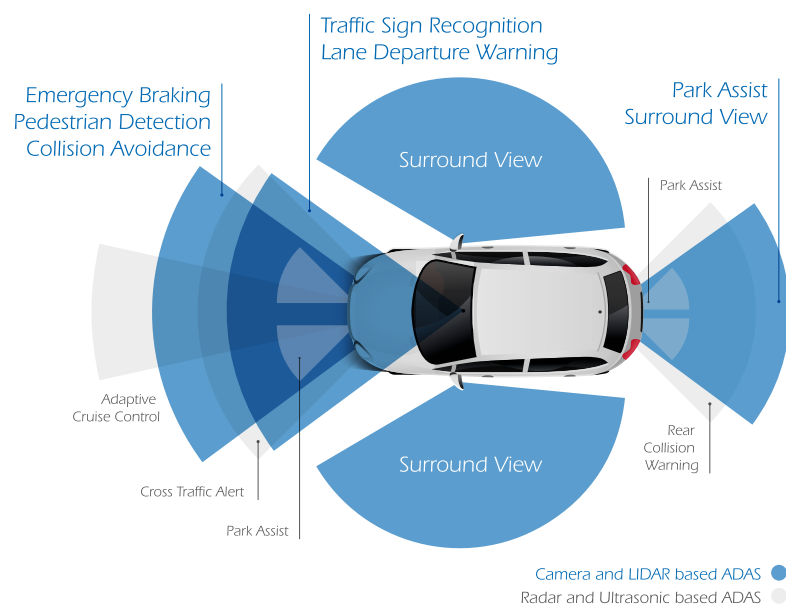 Traffic Sign Recognition
Lane Departure Warning
Emergency Braking
Pedestrian Detection
Collision Avoidance
Park Assist
Surround View
Surround View
Park Assist
Adaptive
Cruise Control
Rear
Collision
Warning
Surround View
Cross Traffic Alert
Park Assist
Camera and LIDAR based ADAS
Radar and Ultrasonic based ADAS